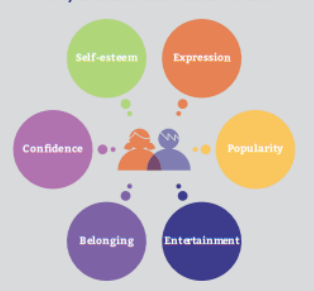 Self-esteem
Expression
Confidence
Popularity
Belonging
Entertainment